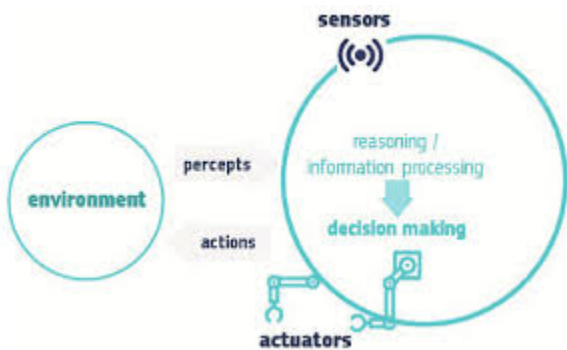 sensors
reasoning /
information processing
percepts
environment
decision making
actions
actuators